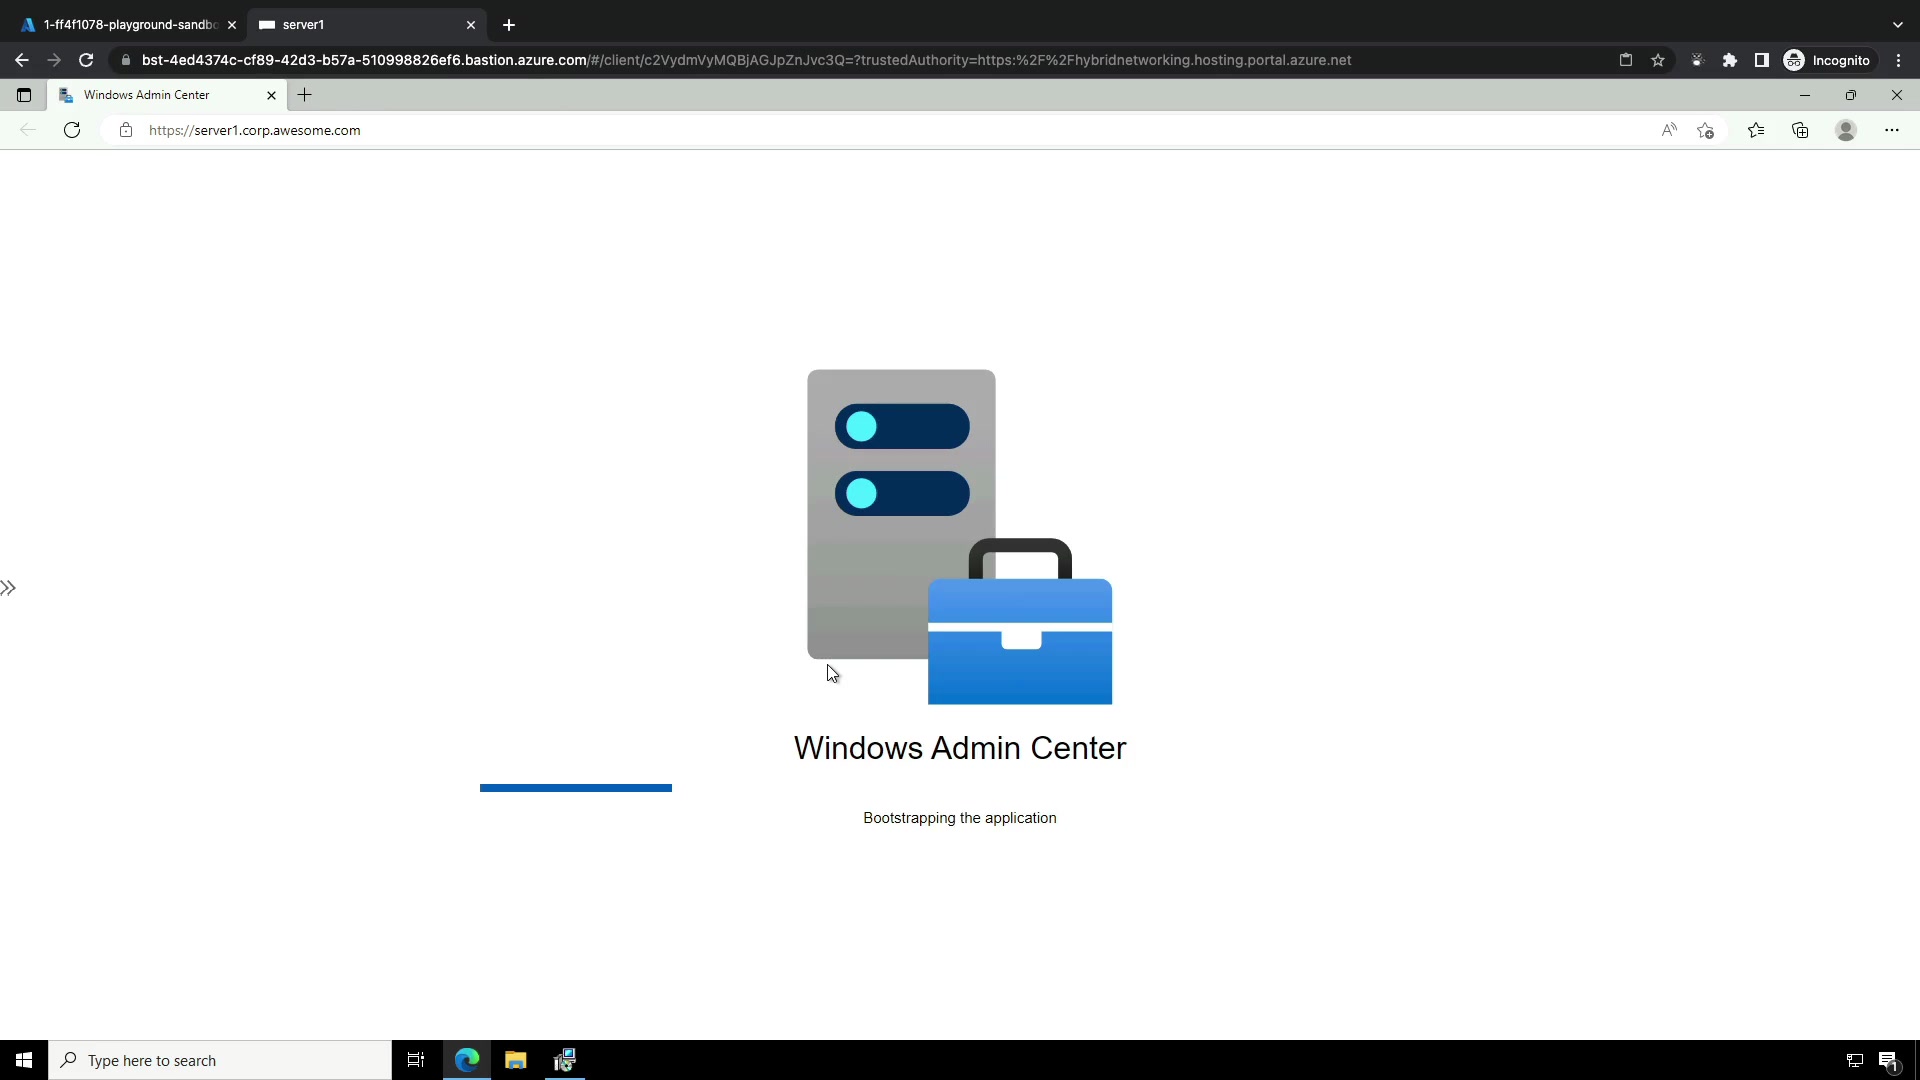 1-ff4f1078-playground-sandbo
server1
bst-4ed4374c-cf89-42d3-b57a-510998826ef6.bastion.azure.com/#/client/c2VydmVyMQBjAGJpZnJvc3Q=?trustedAuthority=https:%2F%2Fhybridnetworking.hosting.portal.azure.net
Incognito
Windows Admin Center
https://server1.corp.awesome.com
Windows Admin Center
Bootstrapping the application
Type here to search
1